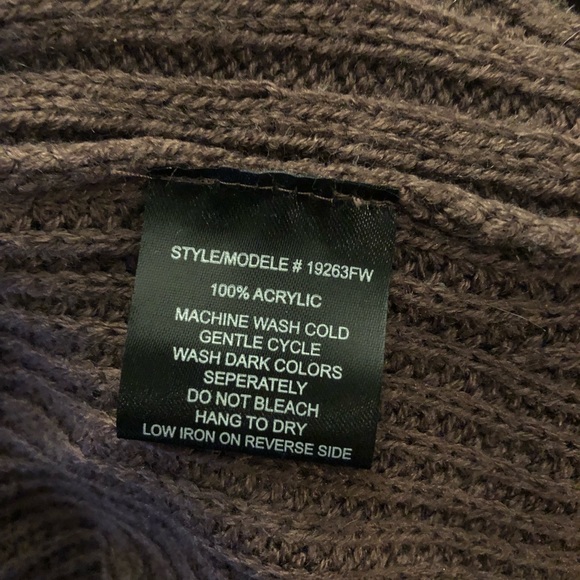 STYLE/MODELE # 19263FW
100% ACRYLIC
MACHINE WASH COLD
GENTLE CYCLE
WASH DARK COLORS
SEPERATELY
DO NOT BLEACH
HANG TO DRY
LOW IRON ON REVERSE SIDE